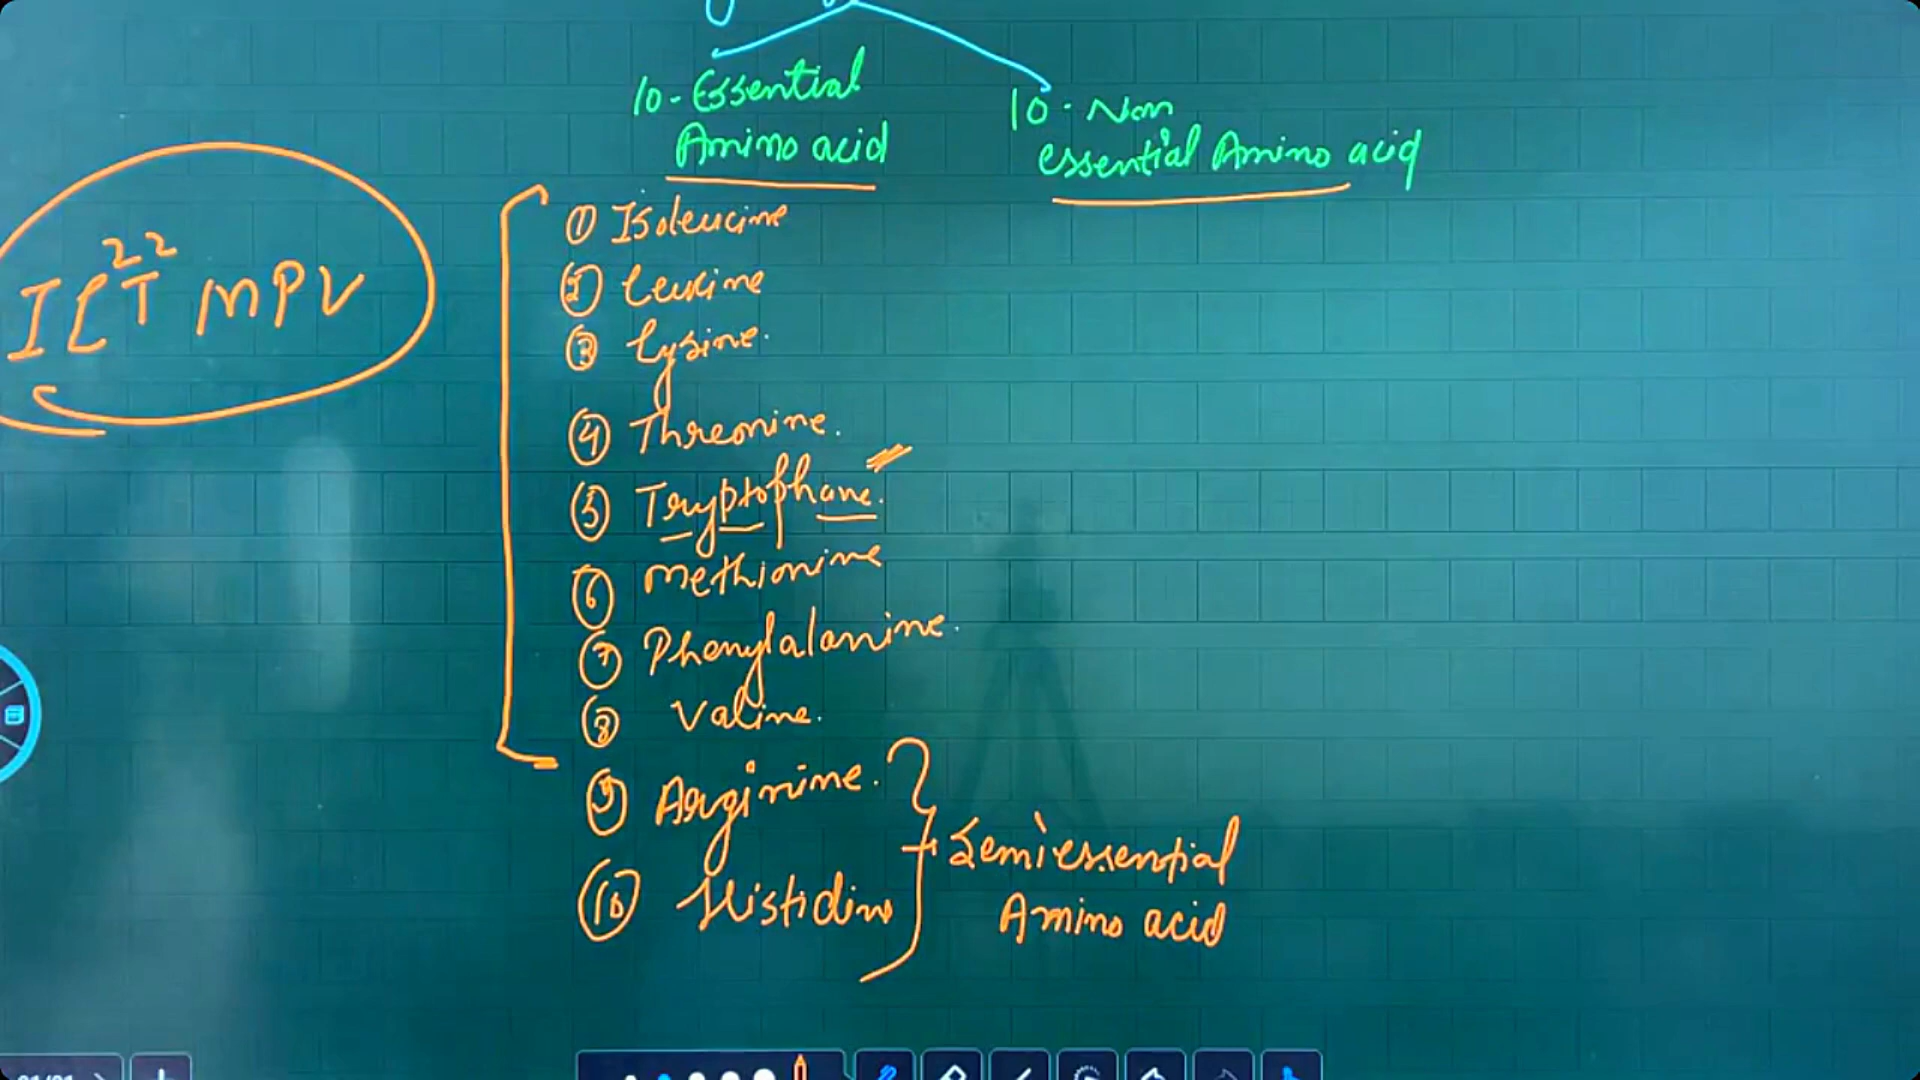 10 - Essential
Amino acid
10 - Non
essential Amino acid
IL²T² MPV
① Isoleucine
② Leucine
③ Lysine.
④ Threonine.
⑤ Tryptophane.
⑥ Methionine
⑦ Phenylalanine.
⑧ Valine.
⑨ Arginine.
⑩ Histidine
Semiessential
Amino acid